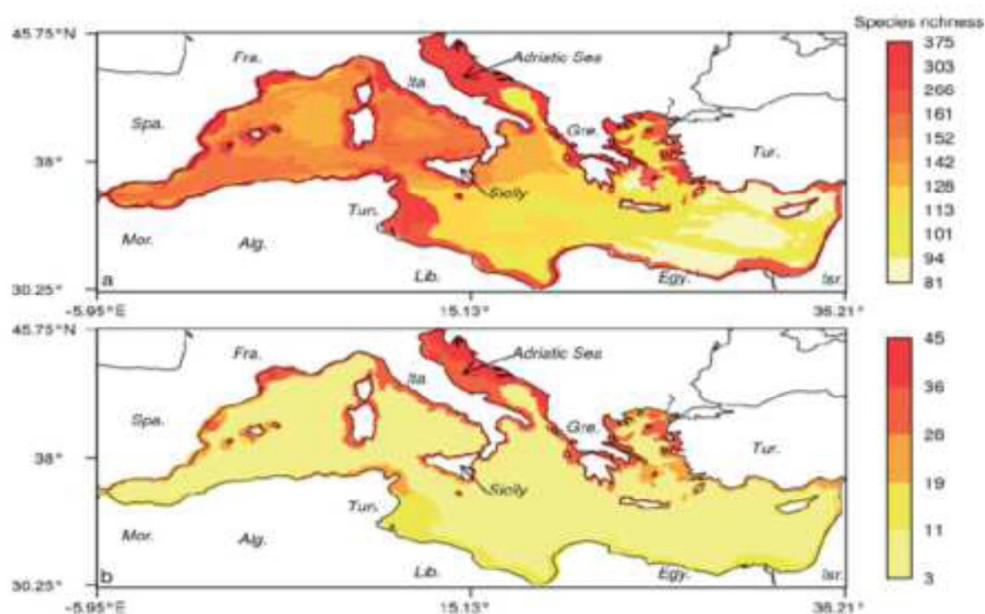 Species richness
45.75°N
38°
30.25°
-5.95°E
15.13°
36.21°
Fra.
Ita.
Adriatic Sea
Spa.
Gre.
Tur.
Sicily
Tun.
Mor.
Alg.
Lib.
Egy.
Isr.
a
375
303
266
161
152
142
128
113
101
94
81
45.75°N
38°
30.25°
-5.95°E
15.13°
36.21°
Fra.
Ita.
Adriatic Sea
Spa.
Gre.
Tur.
Sicily
Tun.
Mor.
Alg.
Lib.
Egy.
Isr.
b
45
36
26
19
11
3